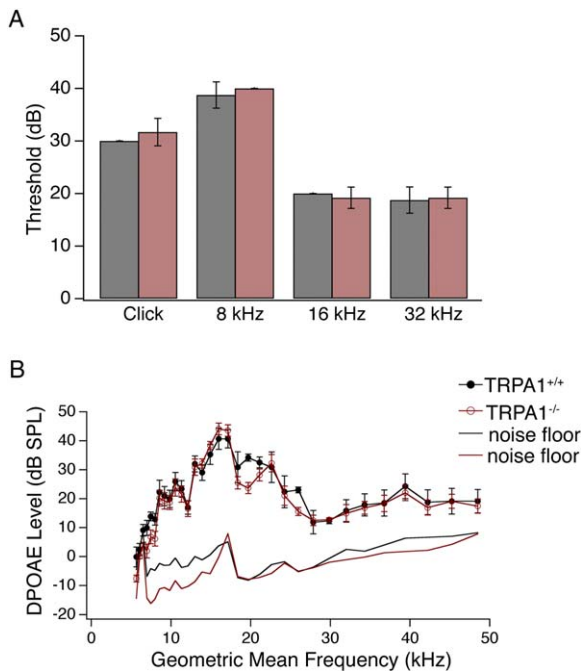 A
Threshold (dB)
50
40
30
20
10
0
Click 8 kHz 16 kHz 32 kHz
B
TRPA1+/+
TRPA1-/-
noise floor
noise floor
DPOAE Level (dB SPL)
50
40
30
20
10
0
-10
-20
0 10 20 30 40 50
Geometric Mean Frequency (kHz)